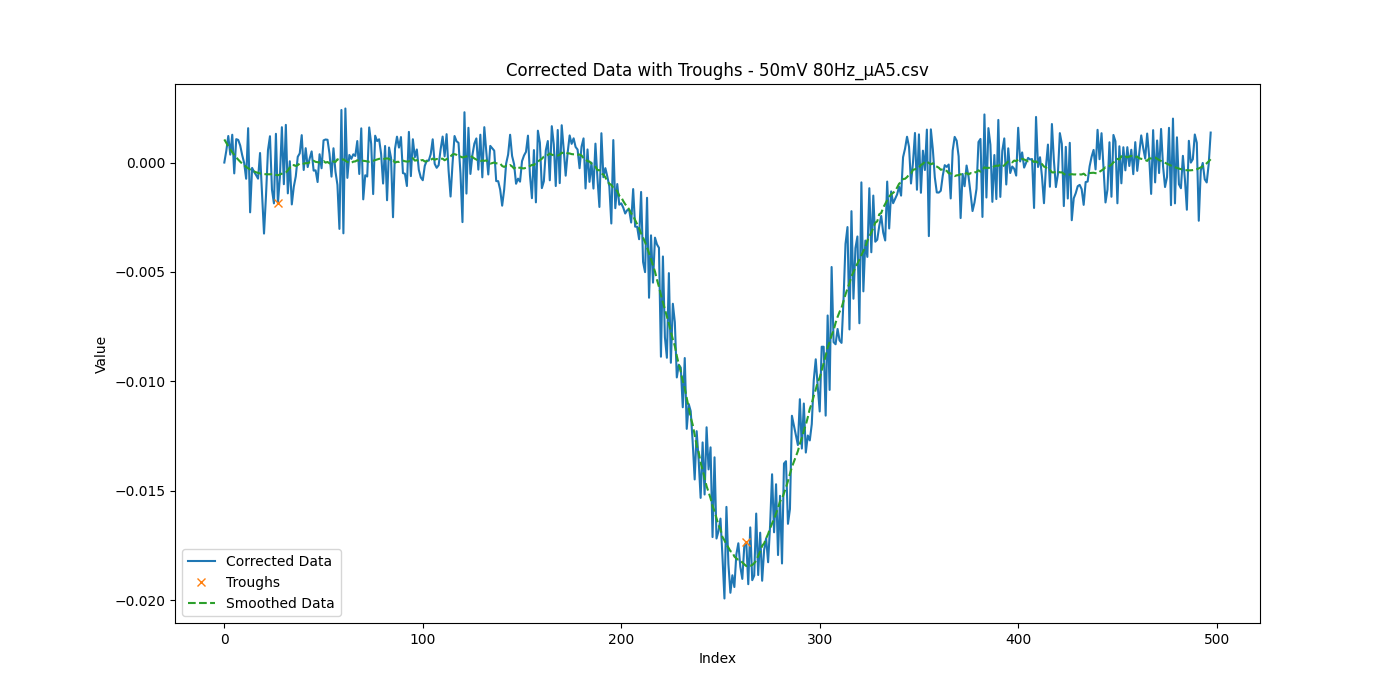 Corrected Data with Troughs - 50mV 80Hz_µA5.csv
Value
0.000
−0.005
−0.010
−0.015
−0.020
Corrected Data
Troughs
Smoothed Data
0 100 200 300 400 500
Index